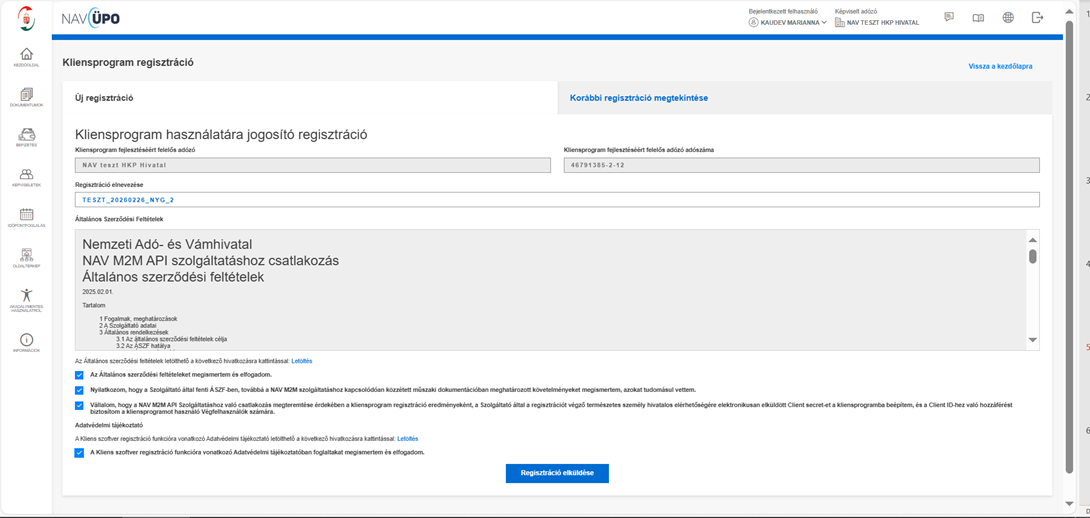 NAV ÜPO
Bejelentkezett felhasználó
KAUDEV MARIANNA
Képviselt adózó
NAV TESZT HKP HIVATAL
KEZDŐOLDAL
DOKUMENTUMOK
BEFIZETÉS
KÉPVISELETEK
IDŐPONTFOGLALÁS
OLDALTÉRKÉP
AKADÁLYMENTES
HASZNÁLATRÓL
INFORMÁCIÓK
Kliensprogram regisztráció
Vissza a kezdőlapra
Új regisztráció
Korábbi regisztráció megtekintése
Kliensprogram használatára jogosító regisztráció
Kliensprogram fejlesztéséért felelős adózó
Kliensprogram fejlesztéséért felelős adózó adószáma
NAV teszt HKP Hivatal
46791385-2-12
Regisztráció elnevezése
TESZT_20260226_NYG_2
Általános Szerződési Feltételek
Nemzeti Adó- és Vámhivatal
NAV M2M API szolgáltatáshoz csatlakozás
Általános szerződési feltételek
2025.02.01.
Tartalom
1 Fogalmak, meghatározások
2 A Szolgáltató adatai
3 Általános rendelkezések
3.1 Az általános szerződési feltételek célja
3.2 Az ÁSZF hatálya
Az Általános szerződési feltételek letölthető a következő hivatkozásra kattintással: Letöltés
Az Általános szerződési feltételeket megismertem és elfogadom.
Nyilatkozom, hogy a Szolgáltató által fenti ÁSZF-ben, továbbá a NAV M2M szolgáltatáshoz kapcsolódóan közzétett műszaki dokumentációban meghatározott követelményeket megismertem, azokat tudomásul vettem.
Vállalom, hogy a NAV M2M API Szolgáltatáshoz való csatlakozás megteremtése érdekében a kliensprogram regisztráció eredményeként, a Szolgáltató által a regisztrációt végző természetes személy hivatalos elérhetőségére elektronikusan elküldött Client secret-et a kliensprogramba beépítem, és a Client ID-hez való hozzáférést
biztosítom a kliensprogramot használó Végfelhasználók számára.
Adatvédelmi tájékoztató
A Kliens szoftver regisztráció funkcióra vonatkozó Adatvédelmi tájékoztató letölthető a következő hivatkozásra kattintással: Letöltés
A Kliens szoftver regisztráció funkcióra vonatkozó Adatvédelmi tájékoztatóban foglaltakat megismertem és elfogadom.
Regisztráció elküldése
1
2
3
4
5
6